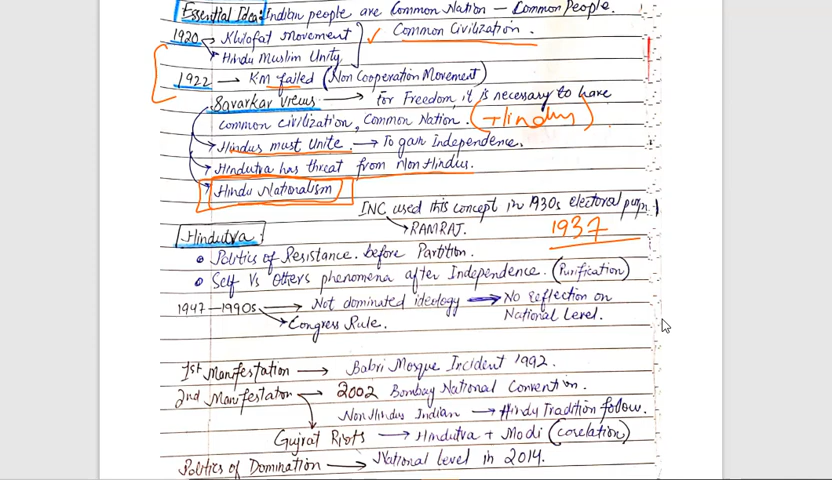 Essential Idea: Indian people are Common Nation — Common People.
1920 → Khilafat Movement ✓ Common Civilization.
→ Hindu Muslim Unity
1922 → KM failed (Non Cooperation Movement)
Savarkar Views → For Freedom, it is necessary to have
common civilization, Common Nation. (Hindus)
→ Hindus must Unite. → To gain Independence.
→ Hindutva has threat from Non Hindus.
→ Hindu Nationalism
INC used this concept in 1930s electoral
→ RAMRAJ. 1937
Hindutva
• Politics of Resistance before Partition.
• Self Vs Others phenomena after Independence. (Purification)
1947—1990s → Not dominated ideology → No Reflection on
National Level.
→ Congress Rule.
1st Manifestation → Babri Mosque Incident 1992.
2nd Manifestation → 2002 Bombay National Convention.
Non Hindus Indian → Hindu Tradition follow.
Gujrat Riots → Hindutva + Modi (corelation)
Politics of Domination → National Level in 2014.